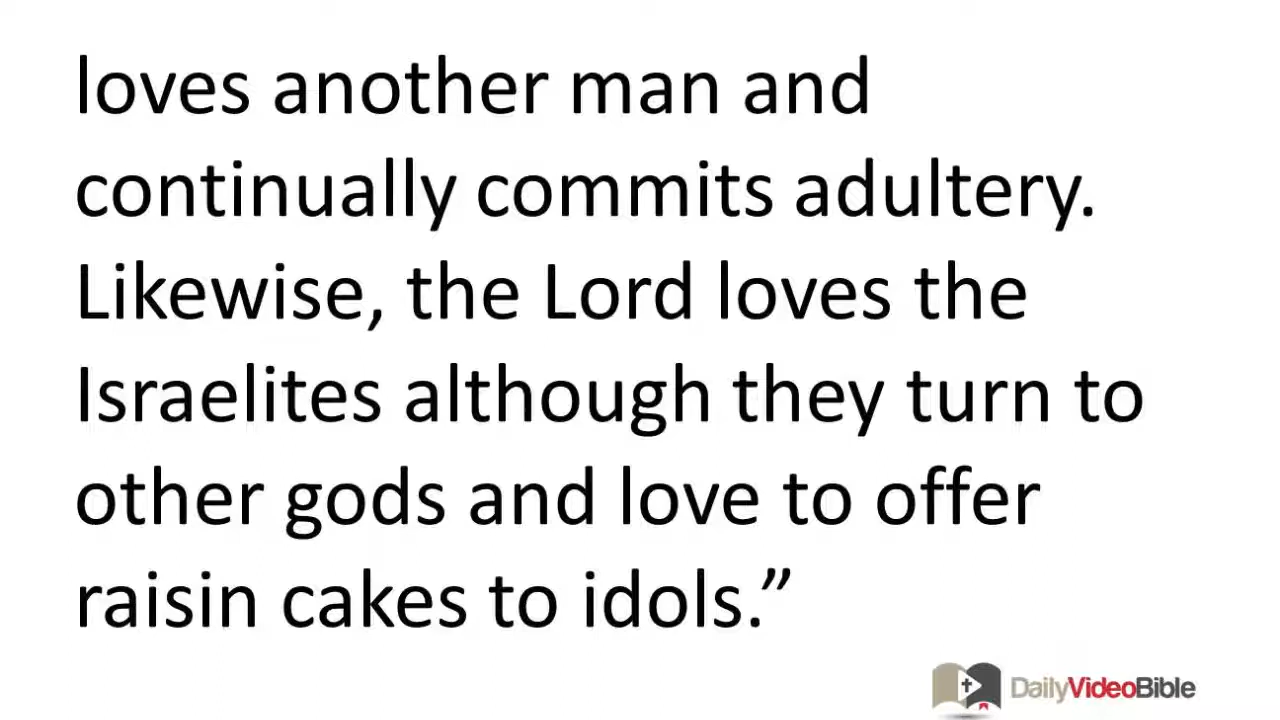 loves another man and
continually commits adultery.
Likewise, the Lord loves the
Israelites although they turn to
other gods and love to offer
raisin cakes to idols.”
DailyVideoBible